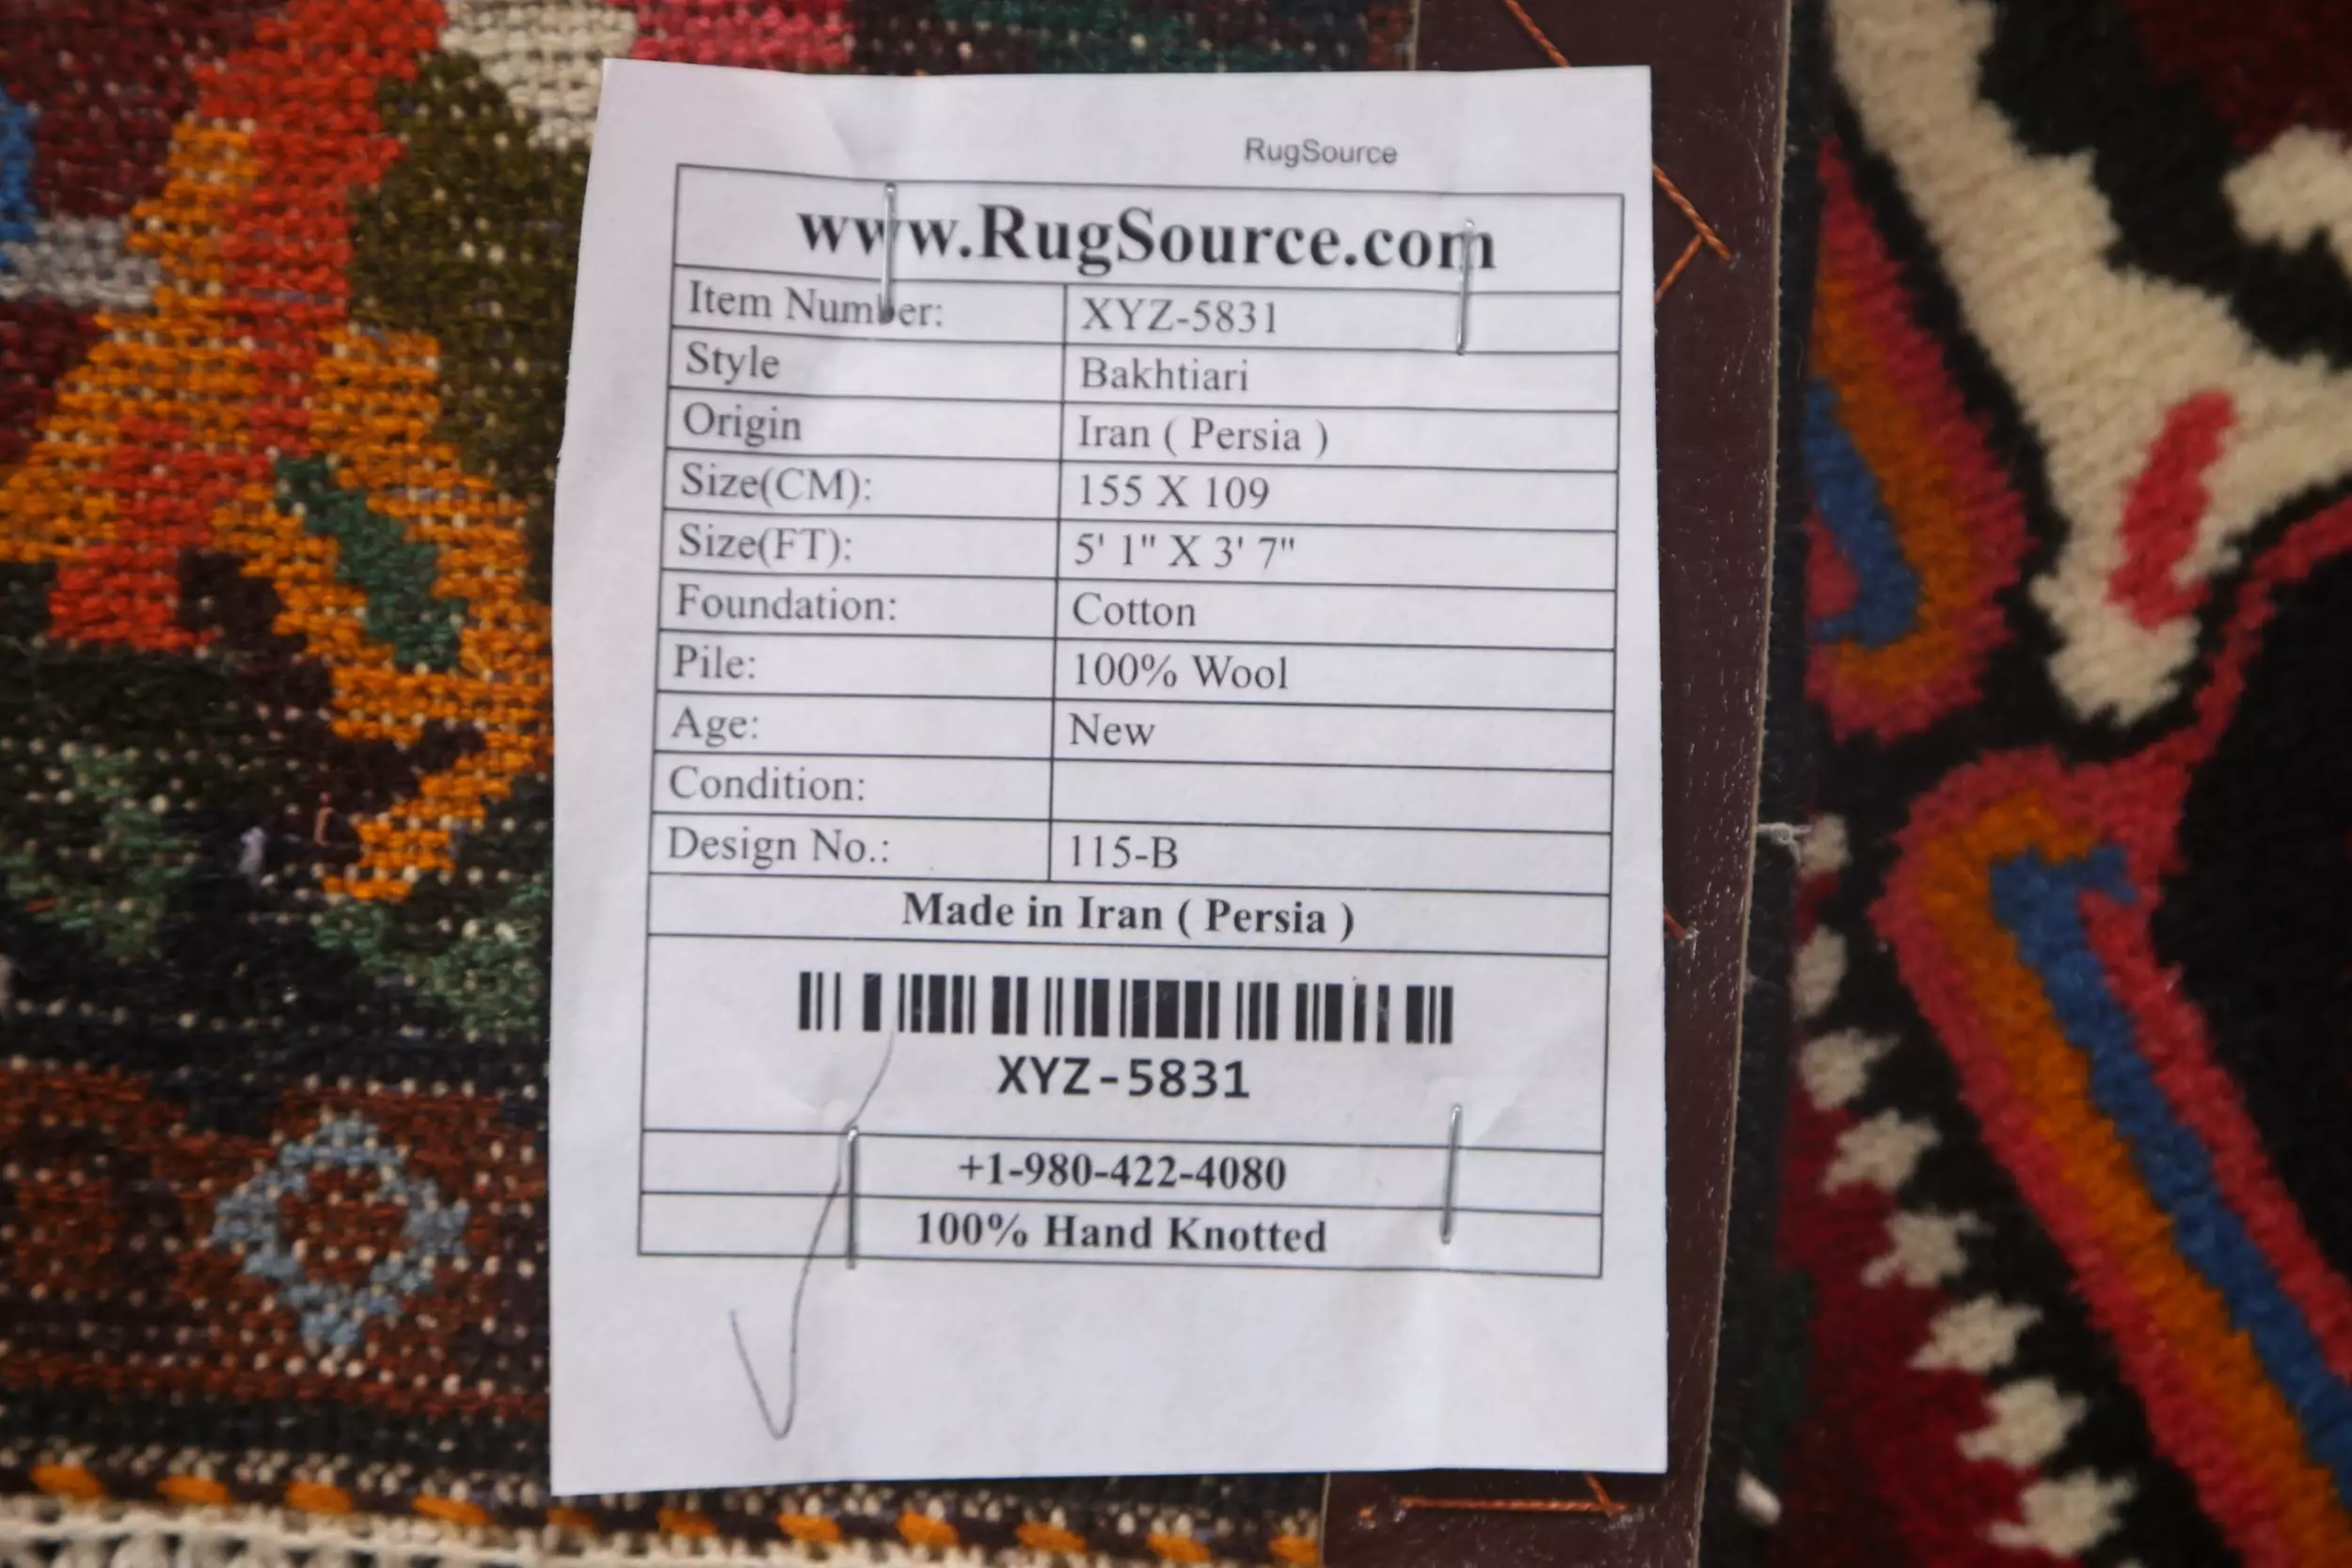 RugSource
www.RugSource.com
Item Number: XYZ-5831
Style Bakhtiari
Origin Iran ( Persia )
Size(CM): 155 X 109
Size(FT): 5' 1" X 3' 7"
Foundation: Cotton
Pile: 100% Wool
Age: New
Condition:
Design No.: 115-B
Made in Iran ( Persia )
XYZ-5831
+1-980-422-4080
100% Hand Knotted